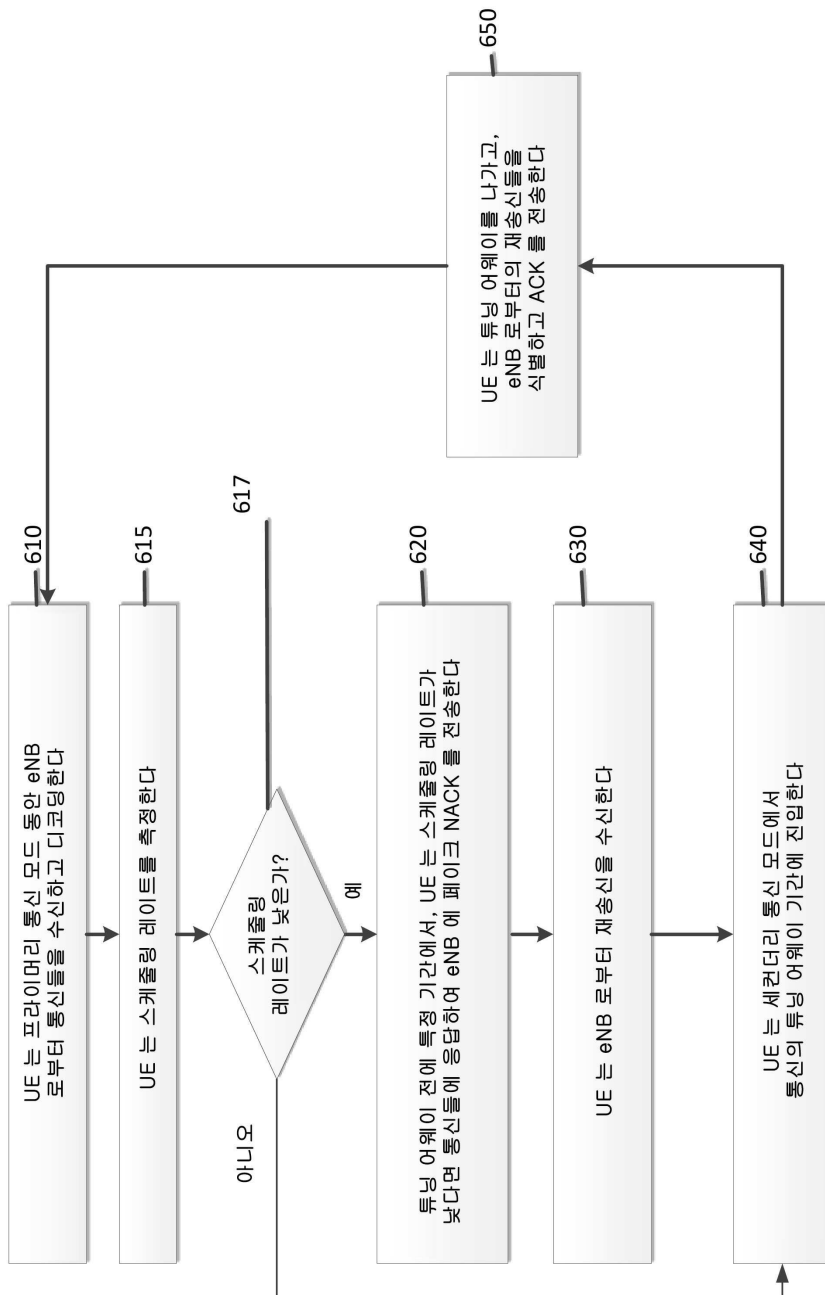 UE 는 프라이머리 통신 모드 동안 eNB
로부터 통신들을 수신하고 디코딩한다
610
UE 는 스케줄링 레이트를 측정한다
615
스케줄링
레이트가 낮은가?
617
아니오
예
튜닝 어웨이 전에 특정 기간에서, UE 는 스케줄링 레이트가
낮다면 통신들에 응답하여 eNB 에 페이크 NACK 를 전송한다
620
UE 는 eNB 로부터 재송신을 수신한다
630
UE 는 세컨더리 통신 모드에서
통신의 튜닝 어웨이 기간에 진입한다
640
UE 는 튜닝 어웨이를 나가고,
eNB 로부터의 재송신들을
식별하고 ACK 를 전송한다
650